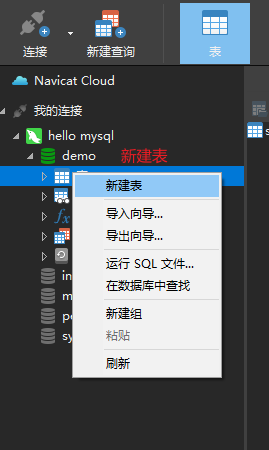 连接
新建查询
表
Navicat Cloud
我的连接
hello mysql
demo
新建表
新建表
导入向导...
导出向导...
运行 SQL 文件...
在数据库中查找
新建组
粘贴
刷新